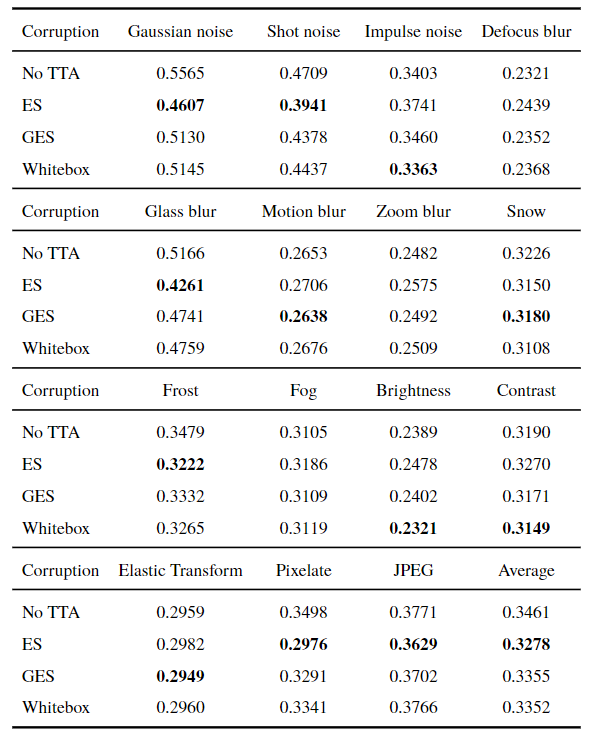 Corruption Gaussian noise Shot noise Impulse noise Defocus blur
No TTA 0.5565 0.4709 0.3403 0.2321
ES 0.4607 0.3941 0.3741 0.2439
GES 0.5130 0.4378 0.3460 0.2352
Whitebox 0.5145 0.4437 0.3363 0.2368
Corruption Glass blur Motion blur Zoom blur Snow
No TTA 0.5166 0.2653 0.2482 0.3226
ES 0.4261 0.2706 0.2575 0.3150
GES 0.4741 0.2638 0.2492 0.3180
Whitebox 0.4759 0.2676 0.2509 0.3108
Corruption Frost Fog Brightness Contrast
No TTA 0.3479 0.3105 0.2389 0.3190
ES 0.3222 0.3186 0.2478 0.3270
GES 0.3332 0.3109 0.2402 0.3171
Whitebox 0.3265 0.3119 0.2321 0.3149
Corruption Elastic Transform Pixelate JPEG Average
No TTA 0.2959 0.3498 0.3771 0.3461
ES 0.2982 0.2976 0.3629 0.3278
GES 0.2949 0.3291 0.3702 0.3355
Whitebox 0.2960 0.3341 0.3766 0.3352